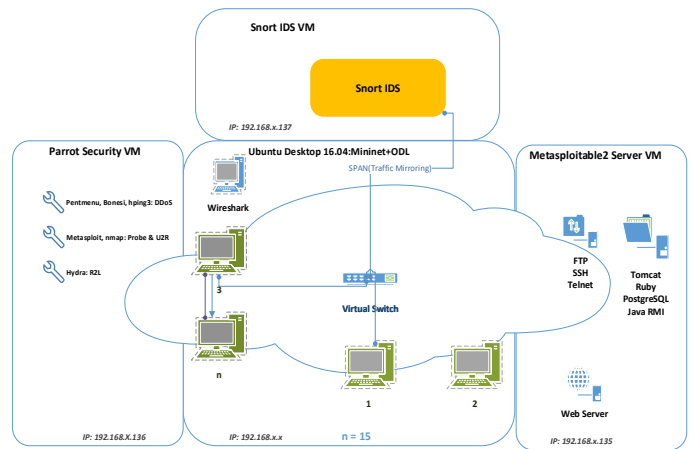 Snort IDS VM
Snort IDS
IP: 192.168.x.137
Parrot Security VM
Pentmenu, Bonesi, hping3: DDoS
Metasploit, nmap: Probe & U2R
Hydra: R2L
IP: 192.168.X.136
Ubuntu Desktop 16.04:Mininet+ODL
SPAN(Traffic Mirroring)
Wireshark
3
Virtual Switch
n
1
2
IP: 192.168.x.x
n = 15
Metasploitable2 Server VM
FTP
SSH
Telnet
Tomcat
Ruby
PostgreSQL
Java RMI
Web Server
IP: 192.168.x.135